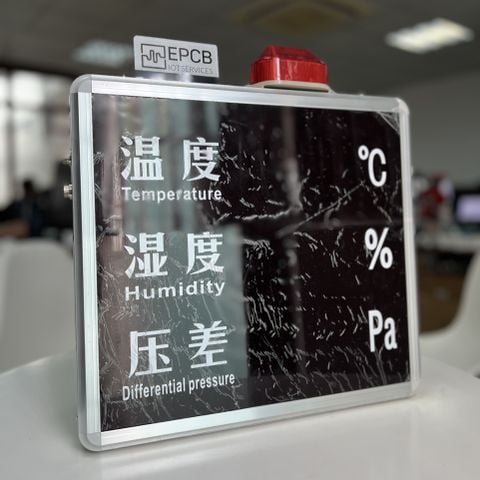 EPCB
IOT SERVICES
温度 ℃
Temperature
湿度 %
Humidity
压差 Pa
Differential pressure